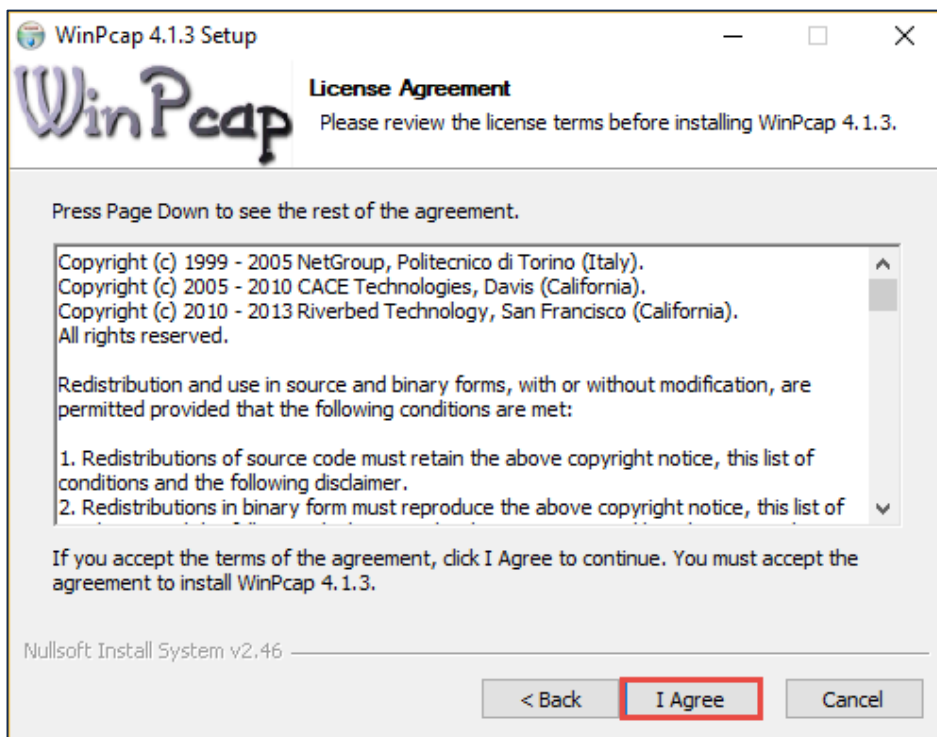 WinPcap 4.1.3 Setup
WinPcap
License Agreement
Please review the license terms before installing WinPcap 4.1.3.
Press Page Down to see the rest of the agreement.
Copyright (c) 1999 - 2005 NetGroup, Politecnico di Torino (Italy).
Copyright (c) 2005 - 2010 CACE Technologies, Davis (California).
Copyright (c) 2010 - 2013 Riverbed Technology, San Francisco (California).
All rights reserved.
Redistribution and use in source and binary forms, with or without modification, are
permitted provided that the following conditions are met:
1. Redistributions of source code must retain the above copyright notice, this list of
conditions and the following disclaimer.
2. Redistributions in binary form must reproduce the above copyright notice, this list of
If you accept the terms of the agreement, click I Agree to continue. You must accept the
agreement to install WinPcap 4.1.3.
Nullsoft Install System v2.46
< Back
I Agree
Cancel